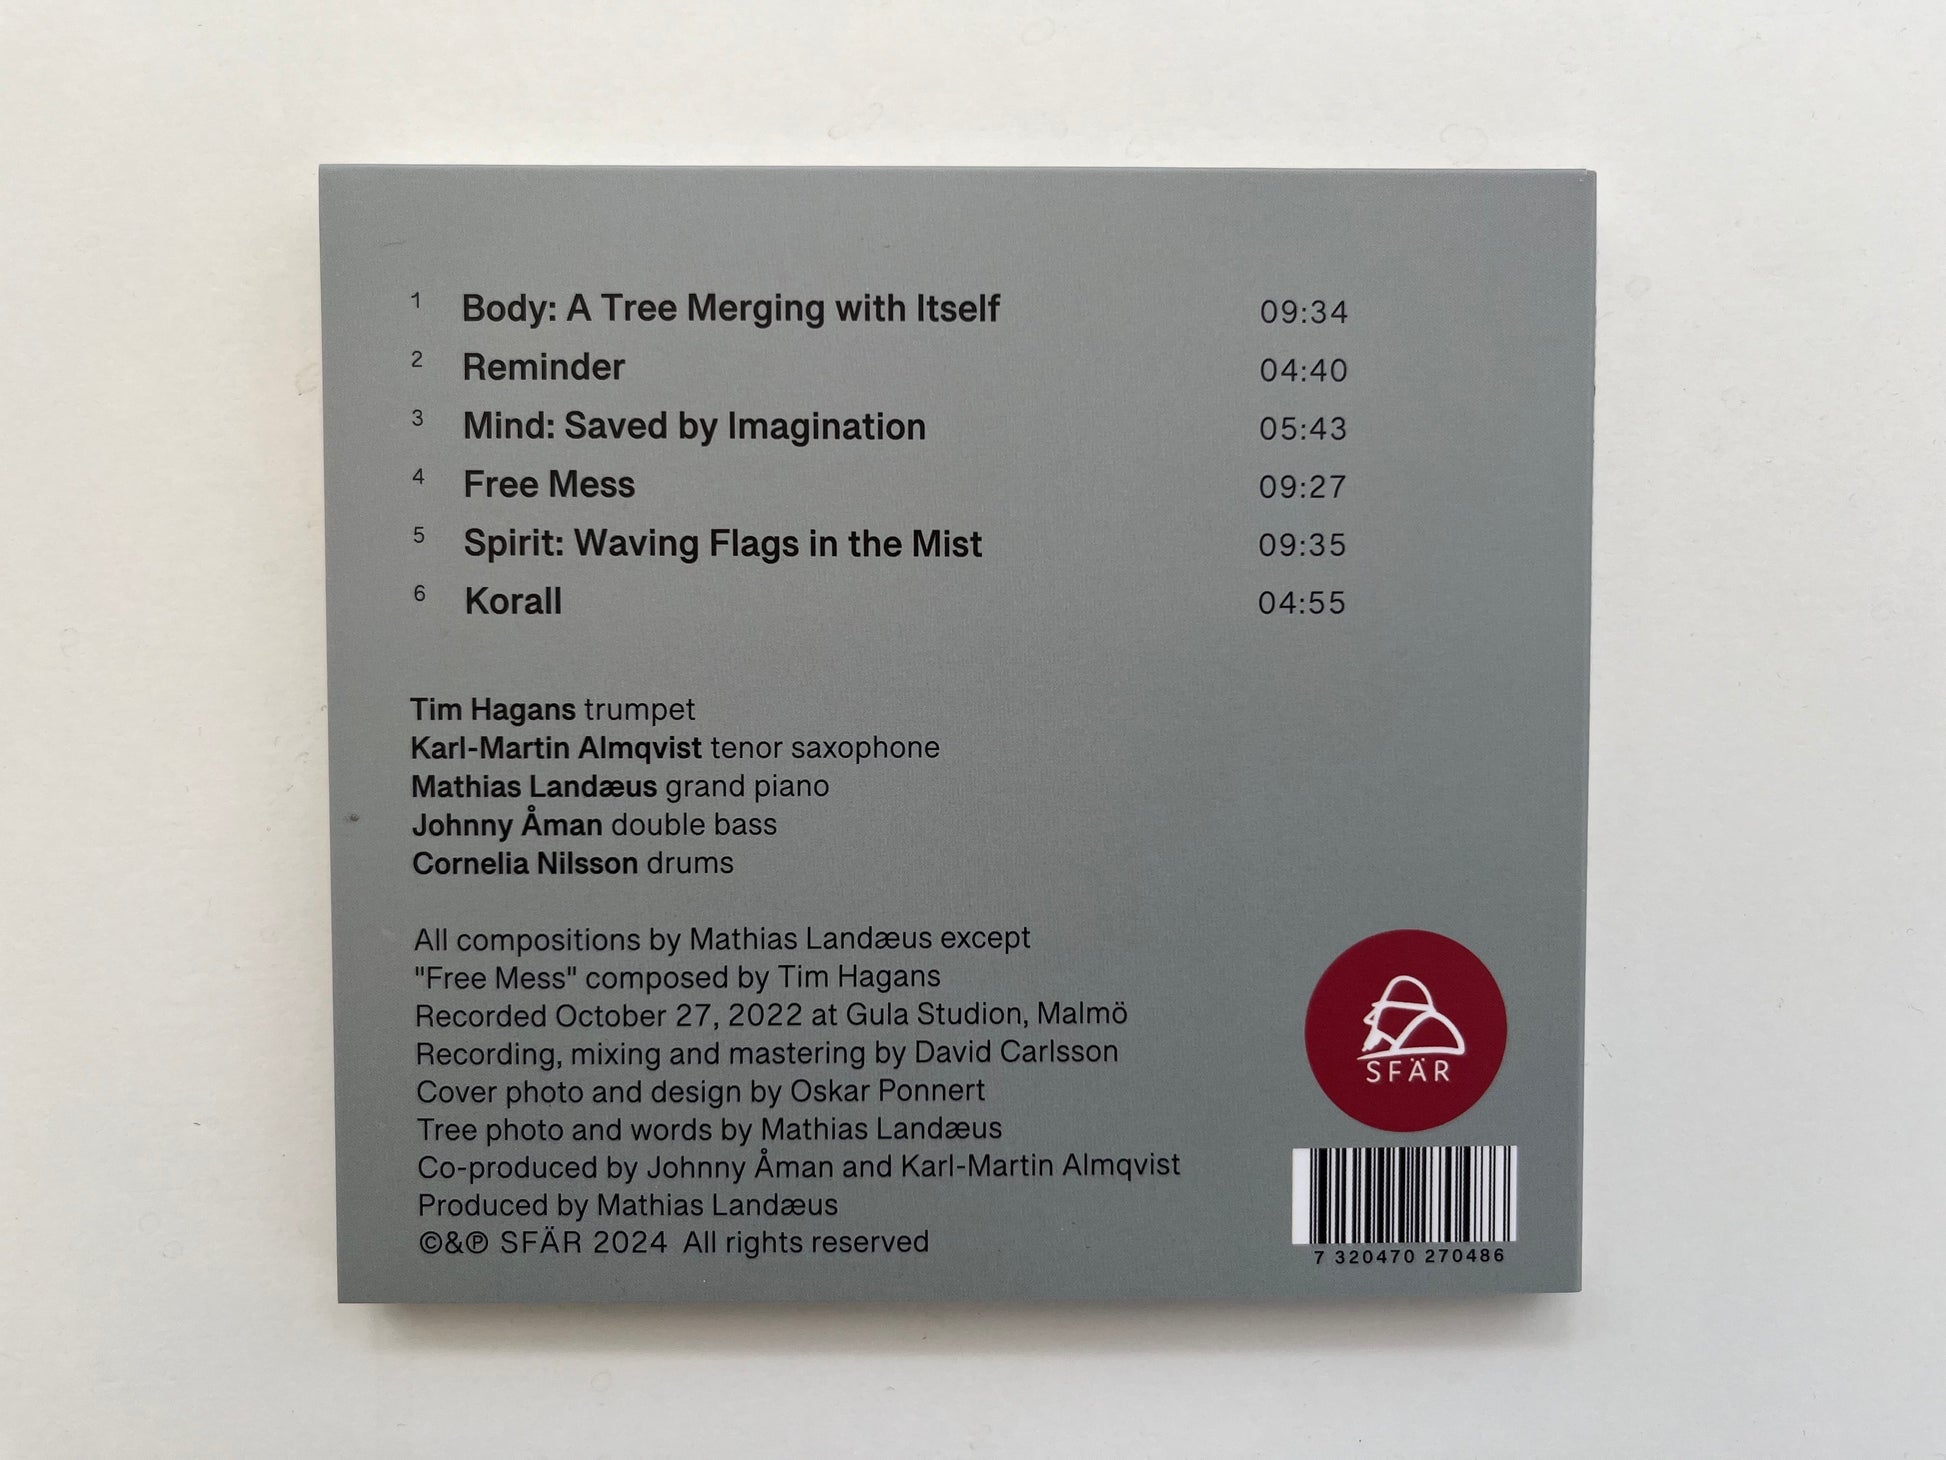 1 Body: A Tree Merging with Itself 09:34
2 Reminder 04:40
3 Mind: Saved by Imagination 05:43
4 Free Mess 09:27
5 Spirit: Waving Flags in the Mist 09:35
6 Korall 04:55
Tim Hagans trumpet
Karl-Martin Almqvist tenor saxophone
Mathias Landæus grand piano
Johnny Åman double bass
Cornelia Nilsson drums
All compositions by Mathias Landæus except
"Free Mess" composed by Tim Hagans
Recorded October 27, 2022 at Gula Studion, Malmö
Recording, mixing and mastering by David Carlsson
Cover photo and design by Oskar Ponnert
Tree photo and words by Mathias Landæus
Co-produced by Johnny Åman and Karl-Martin Almqvist
Produced by Mathias Landæus
©&℗ SFÄR 2024 All rights reserved
SFÄR
7 320470 270486